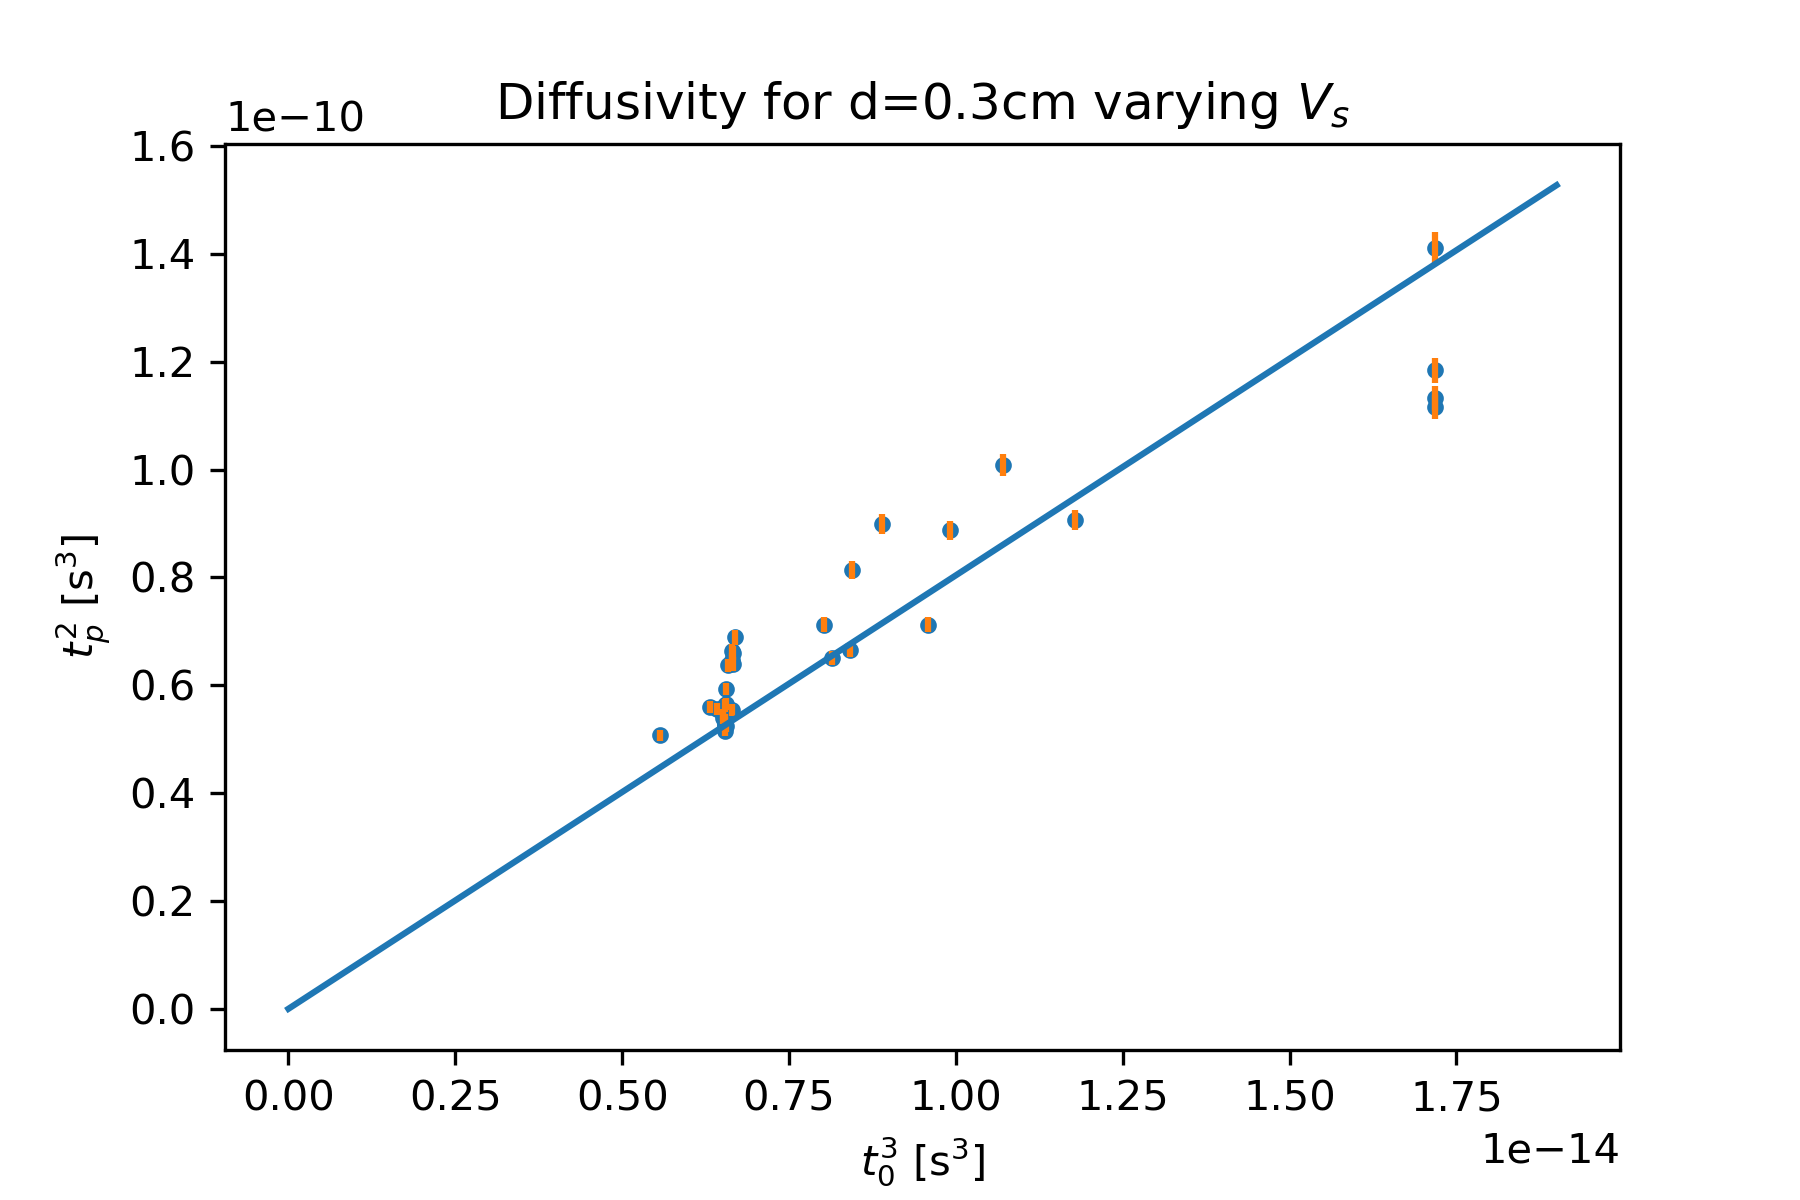 Diffusivity for d=0.3cm varying $V_s$
1e−10
1.6
1.4
1.2
1.0
0.8
0.6
0.4
0.2
0.0
$t_p^2$ [s$^3$]
0.00 0.25 0.50 0.75 1.00 1.25 1.50 1.75
1e−14
$t_0^3$ [s$^3$]